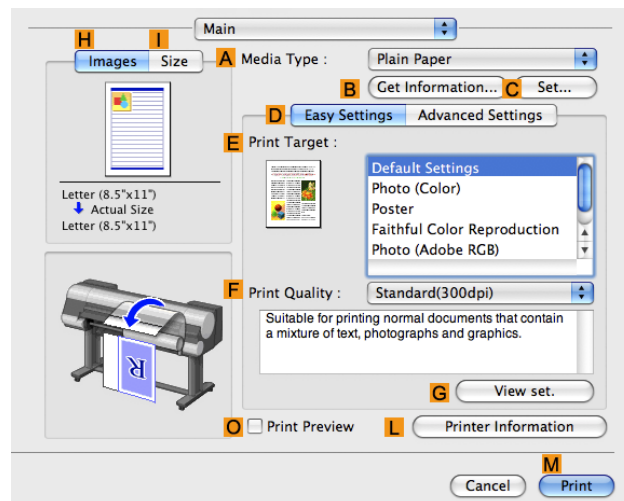 Main
H I
Images Size
A Media Type : Plain Paper
B Get Information... C Set...
D Easy Settings Advanced Settings
E Print Target :
Default Settings
Photo (Color)
Poster
Faithful Color Reproduction
Photo (Adobe RGB)
Letter (8.5"x11")
Actual Size
Letter (8.5"x11")
R
F Print Quality : Standard(300dpi)
Suitable for printing normal documents that contain
a mixture of text, photographs and graphics.
G View set.
O Print Preview L Printer Information
M
Cancel Print